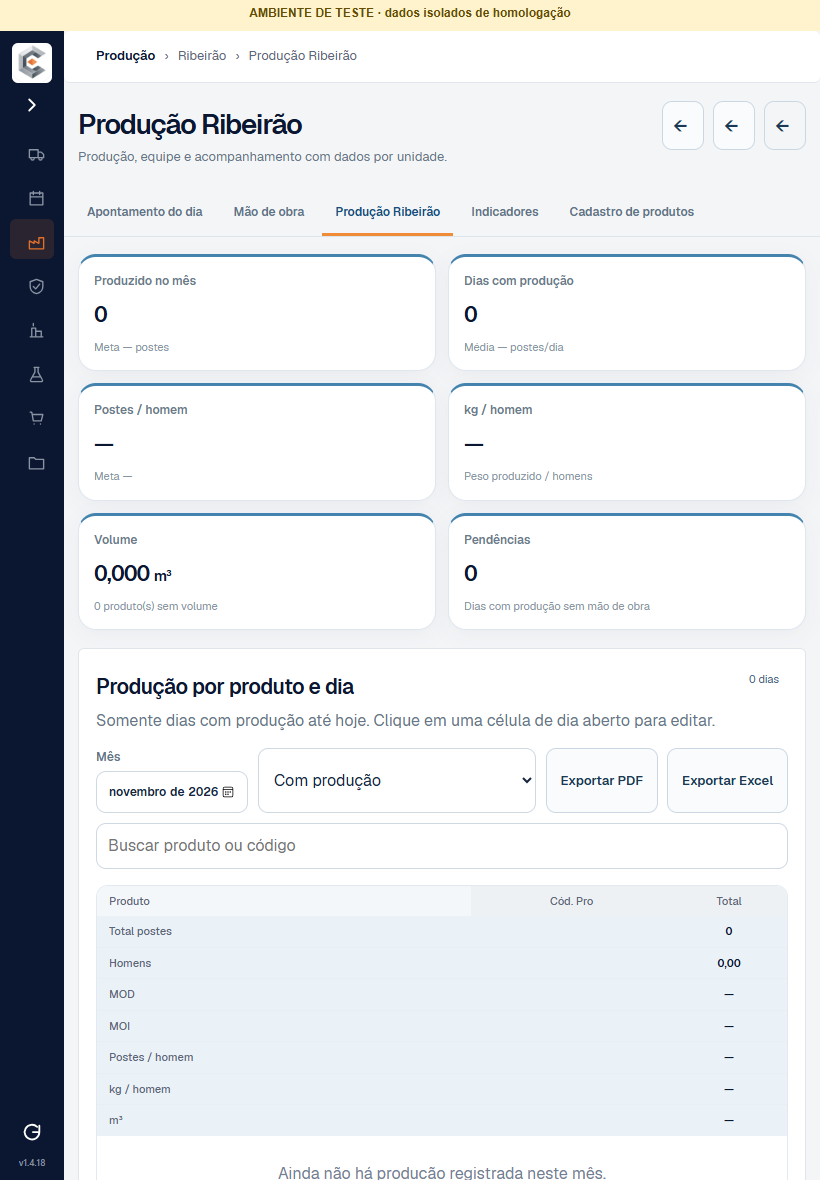 AMBIENTE DE TESTE · dados isolados de homologação
Produção › Ribeirão › Produção Ribeirão
Produção Ribeirão
Produção, equipe e acompanhamento com dados por unidade.
Apontamento do dia Mão de obra Produção Ribeirão Indicadores Cadastro de produtos
Produzido no mês
0
Meta — postes
Dias com produção
0
Média — postes/dia
Postes / homem
—
Meta —
kg / homem
—
Peso produzido / homens
Volume
0,000 m³
0 produto(s) sem volume
Pendências
0
Dias com produção sem mão de obra
Produção por produto e dia
0 dias
Somente dias com produção até hoje. Clique em uma célula de dia aberto para editar.
Mês
novembro de 2026
Com produção
Exportar PDF
Exportar Excel
Buscar produto ou código
Produto Cód. Pro Total
Total postes 0
Homens 0,00
MOD —
MOI —
Postes / homem —
kg / homem —
m³ —
Ainda não há produção registrada neste mês.
v1.4.18